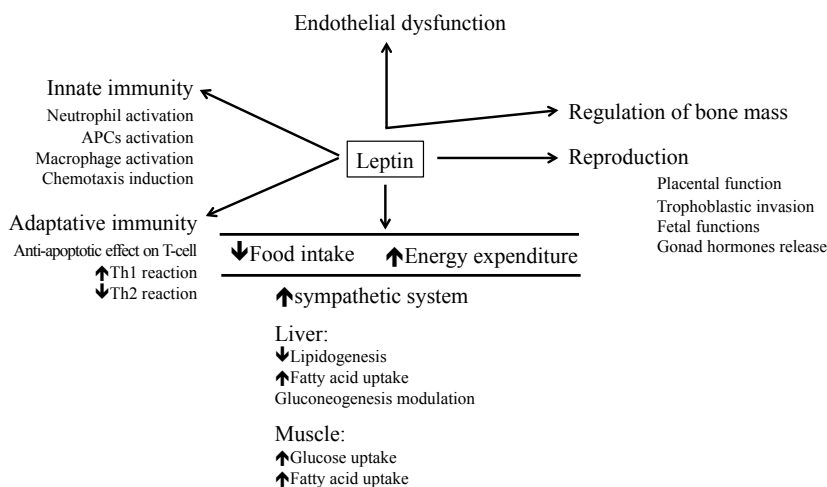 Endothelial dysfunction
Innate immunity
Neutrophil activation
APCs activation
Macrophage activation
Chemotaxis induction
Regulation of bone mass
Leptin
Reproduction
Placental function
Trophoblastic invasion
Fetal functions
Gonad hormones release
Adaptative immunity
Anti-apoptotic effect on T-cell
🡹Th1 reaction
🡻Th2 reaction
🡻Food intake 🡹Energy expenditure
🡹sympathetic system
Liver:
🡻Lipidogenesis
🡹Fatty acid uptake
Gluconeogenesis modulation
Muscle:
🡹Glucose uptake
🡹Fatty acid uptake